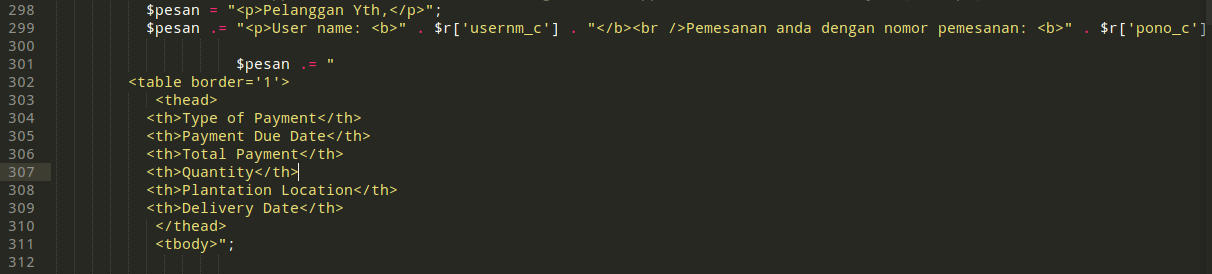 298 $pesan = "<p>Pelanggan Yth,</p>";
299 $pesan .= "<p>User name: <b>" . $r['usernm_c'] . "</b><br />Pemesanan anda dengan nomor pemesanan: <b>" . $r['pono_c']
300
301 $pesan .= "
302 <table border='1'>
303 <thead>
304 <th>Type of Payment</th>
305 <th>Payment Due Date</th>
306 <th>Total Payment</th>
307 <th>Quantity</th>
308 <th>Plantation Location</th>
309 <th>Delivery Date</th>
310 </thead>
311 <tbody>";
312